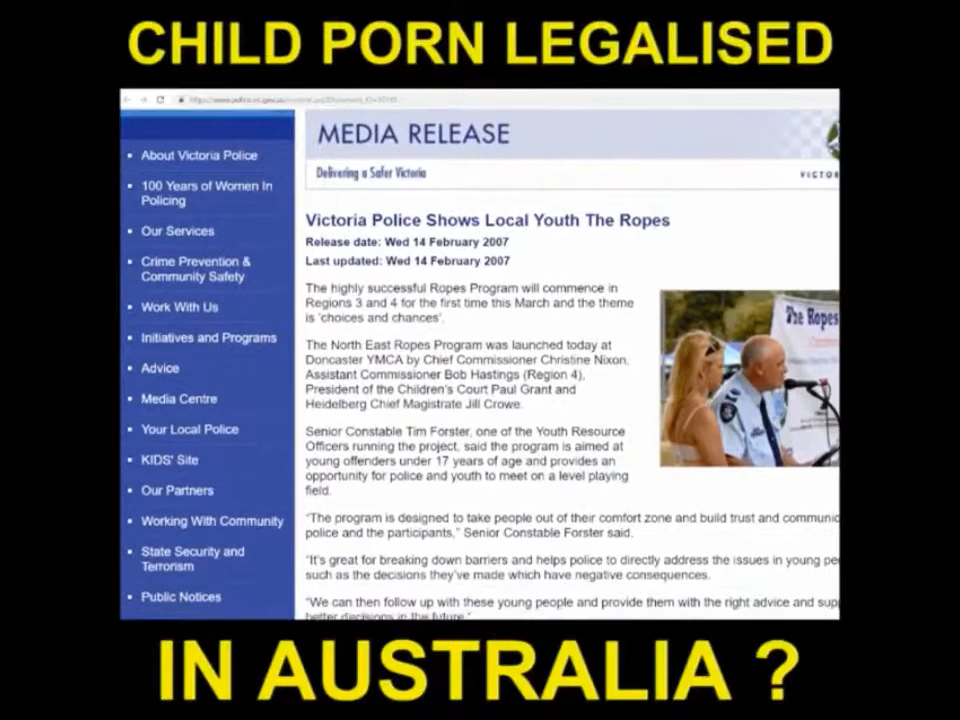 CHILD PORN LEGALISED
MEDIA RELEASE
Delivering a Safer Victoria
VICTOR
About Victoria Police
100 Years of Women In
Policing
Our Services
Crime Prevention &
Community Safety
Work With Us
Initiatives and Programs
Advice
Media Centre
Your Local Police
KIDS' Site
Our Partners
Working With Community
State Security and
Terrorism
Public Notices
Victoria Police Shows Local Youth The Ropes
Release date: Wed 14 February 2007
Last updated: Wed 14 February 2007
The highly successful Ropes Program will commence in
Regions 3 and 4 for the first time this March and the theme
is 'choices and chances'.
The North East Ropes Program was launched today at
Doncaster YMCA by Chief Commissioner Christine Nixon,
Assistant Commissioner Bob Hastings (Region 4),
President of the Children's Court Paul Grant and
Heidelberg Chief Magistrate Jill Crowe.
Senior Constable Tim Forster, one of the Youth Resource
Officers running the project, said the program is aimed at
young offenders under 17 years of age and provides an
opportunity for police and youth to meet on a level playing
field.
The Ropes
"The program is designed to take people out of their comfort zone and build trust and communic
police and the participants," Senior Constable Forster said.
"It's great for breaking down barriers and helps police to directly address the issues in young pe
such as the decisions they've made which have negative consequences.
"We can then follow up with these young people and provide them with the right advice and sup
better decisions in the future."
IN AUSTRALIA ?